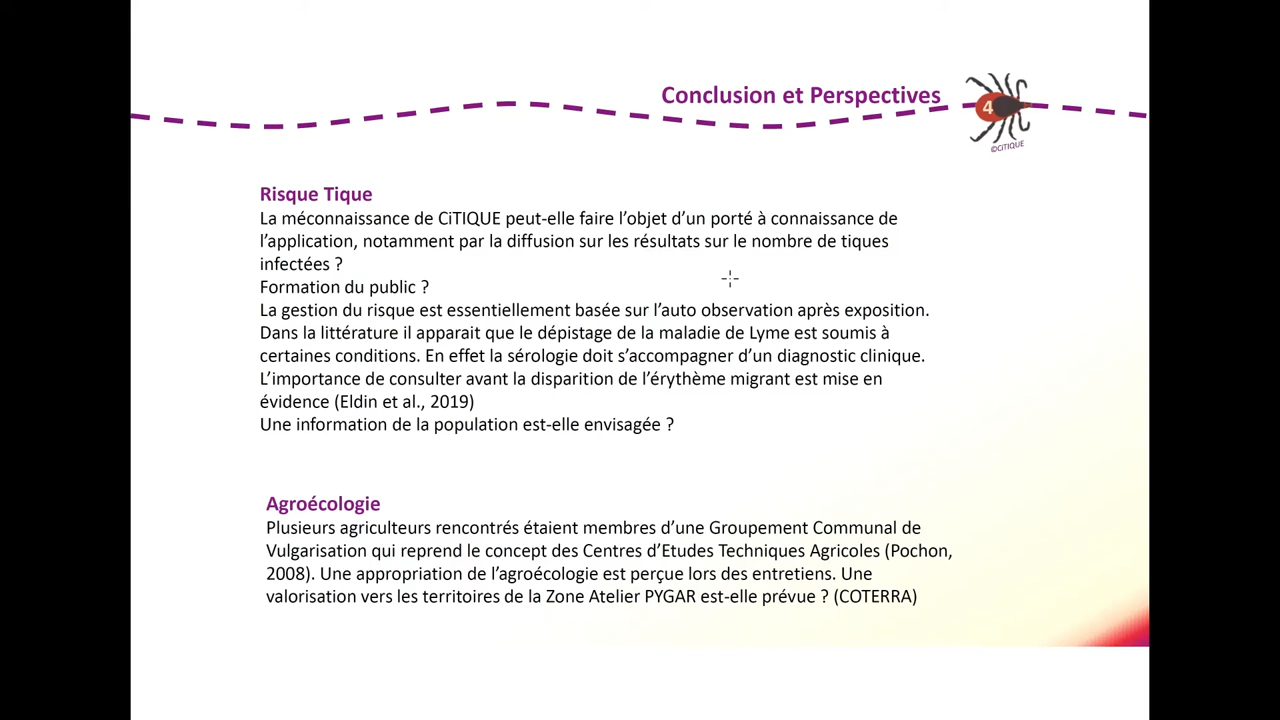 Conclusion et Perspectives
4
©CiTIQUE
Risque Tique
La méconnaissance de CiTIQUE peut-elle faire l’objet d’un porté à connaissance de
l’application, notamment par la diffusion sur les résultats sur le nombre de tiques
infectées ?
Formation du public ?
La gestion du risque est essentiellement basée sur l’auto observation après exposition.
Dans la littérature il apparait que le dépistage de la maladie de Lyme est soumis à
certaines conditions. En effet la sérologie doit s’accompagner d’un diagnostic clinique.
L’importance de consulter avant la disparition de l’érythème migrant est mise en
évidence (Eldin et al., 2019)
Une information de la population est-elle envisagée ?
Agroécologie
Plusieurs agriculteurs rencontrés étaient membres d’une Groupement Communal de
Vulgarisation qui reprend le concept des Centres d’Etudes Techniques Agricoles (Pochon,
2008). Une appropriation de l’agroécologie est perçue lors des entretiens. Une
valorisation vers les territoires de la Zone Atelier PYGAR est-elle prévue ? (COTERRA)